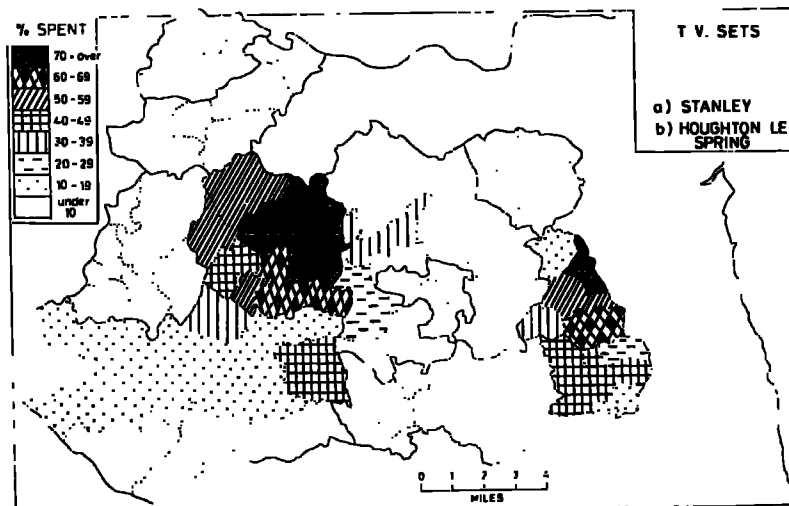 % SPENT
70 - over
60 - 69
50 - 59
40 - 49
30 - 39
20 - 29
10 - 19
under
10
T V. SETS
a) STANLEY
b) HOUGHTON LE
SPRING
0 1 2 3 4
MILES